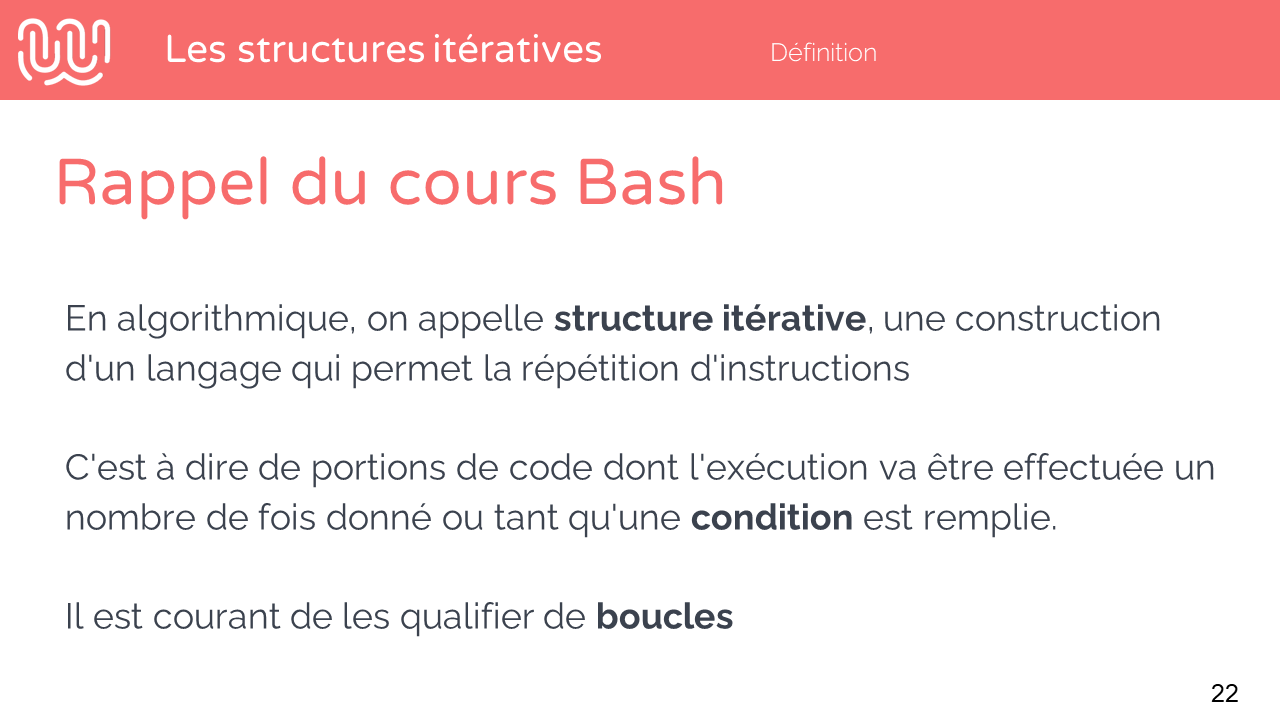 Les structures itératives
Définition
Rappel du cours Bash
En algorithmique, on appelle structure itérative, une construction
d'un langage qui permet la répétition d'instructions
C'est à dire de portions de code dont l'exécution va être effectuée un
nombre de fois donné ou tant qu'une condition est remplie.
Il est courant de les qualifier de boucles
22